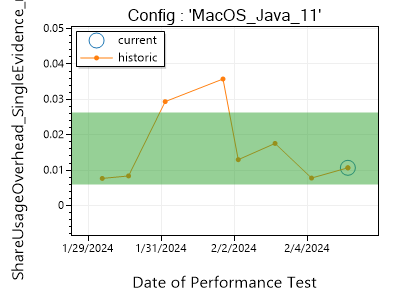 Config : 'MacOS_Java_11'
ShareUsageOverhead_SingleEvidence_
0.05
0.04
0.03
0.02
0.01
0
current
historic
1/29/2024
1/31/2024
2/2/2024
2/4/2024
Date of Performance Test